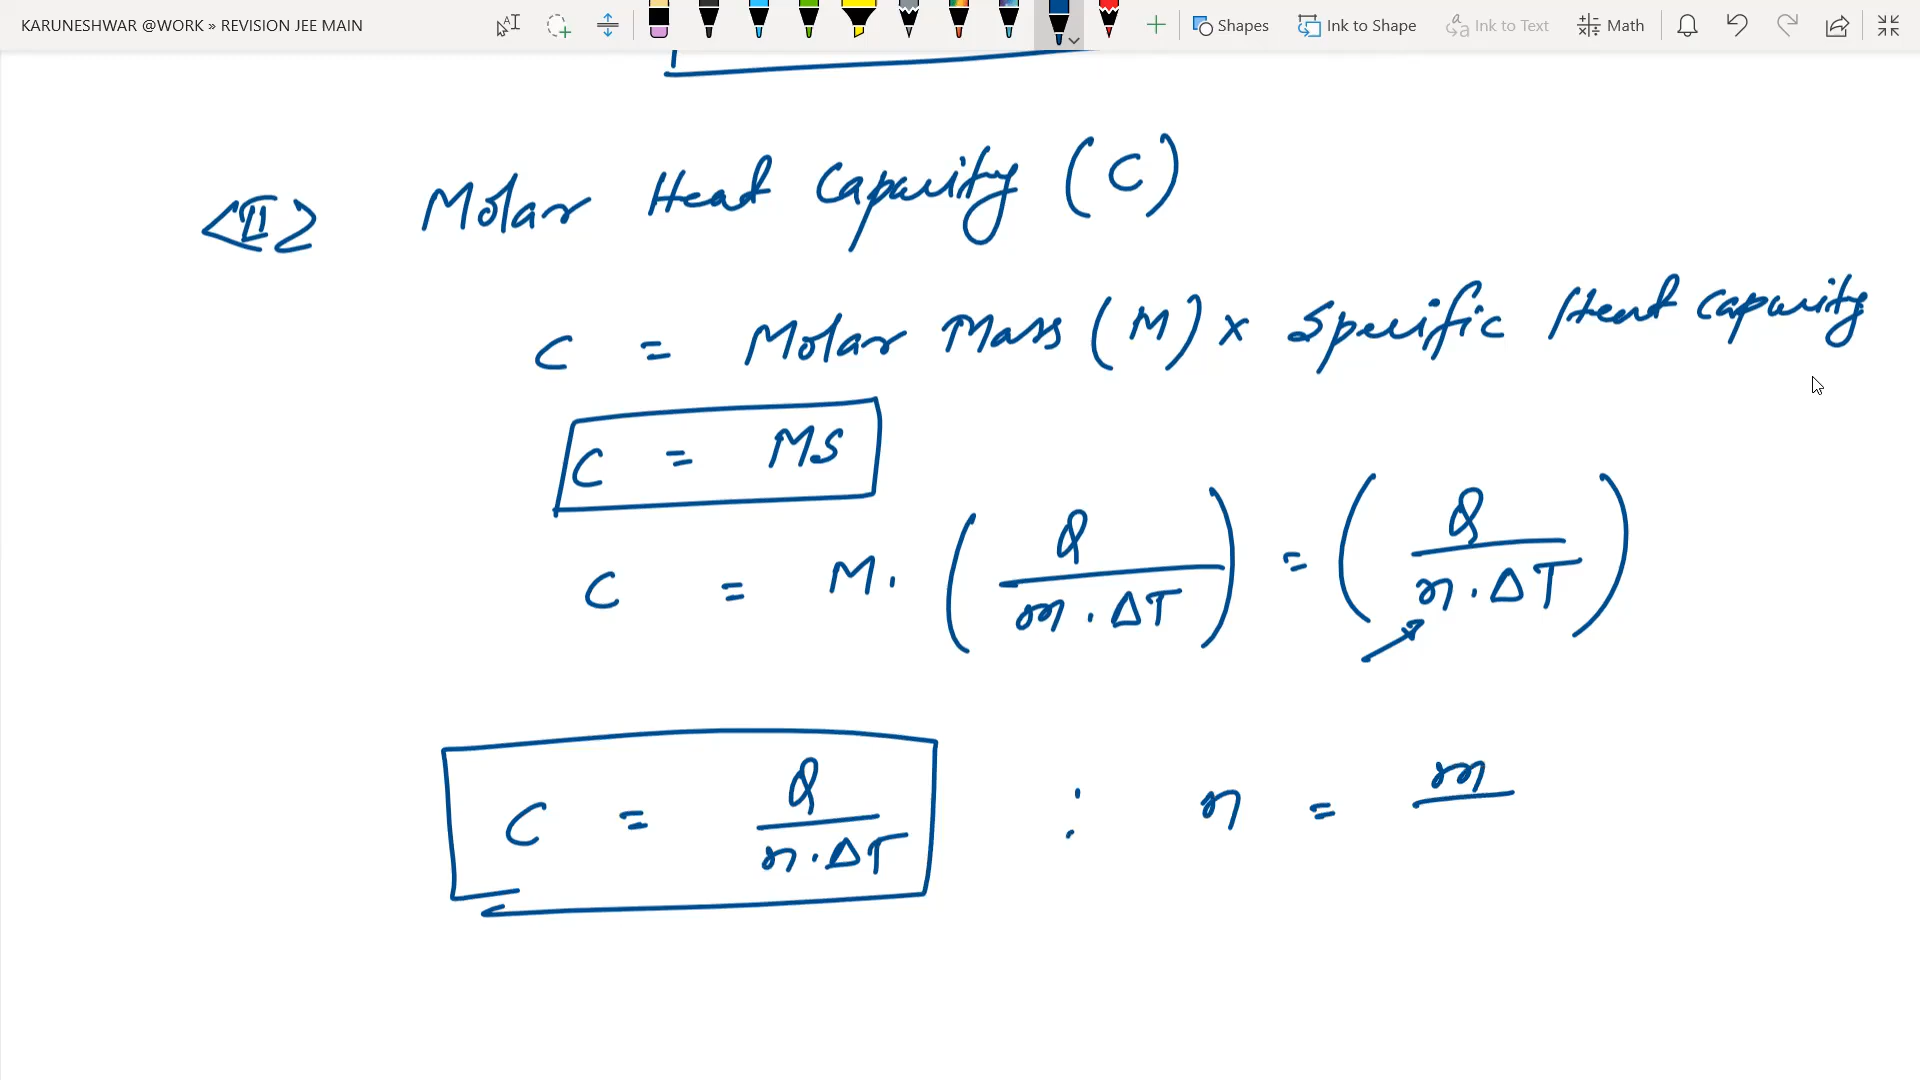 KARUNESHWAR @WORK » REVISION JEE MAIN Shapes Ink to Shape Ink to Text Math
<II> Molar Heat Capacity (C)
C = Molar Mass (M) x Specific Heat Capacity
C = MS
C = M. (Q / m . ΔT) = (Q / n . ΔT)
C = Q / n . ΔT : n = m /